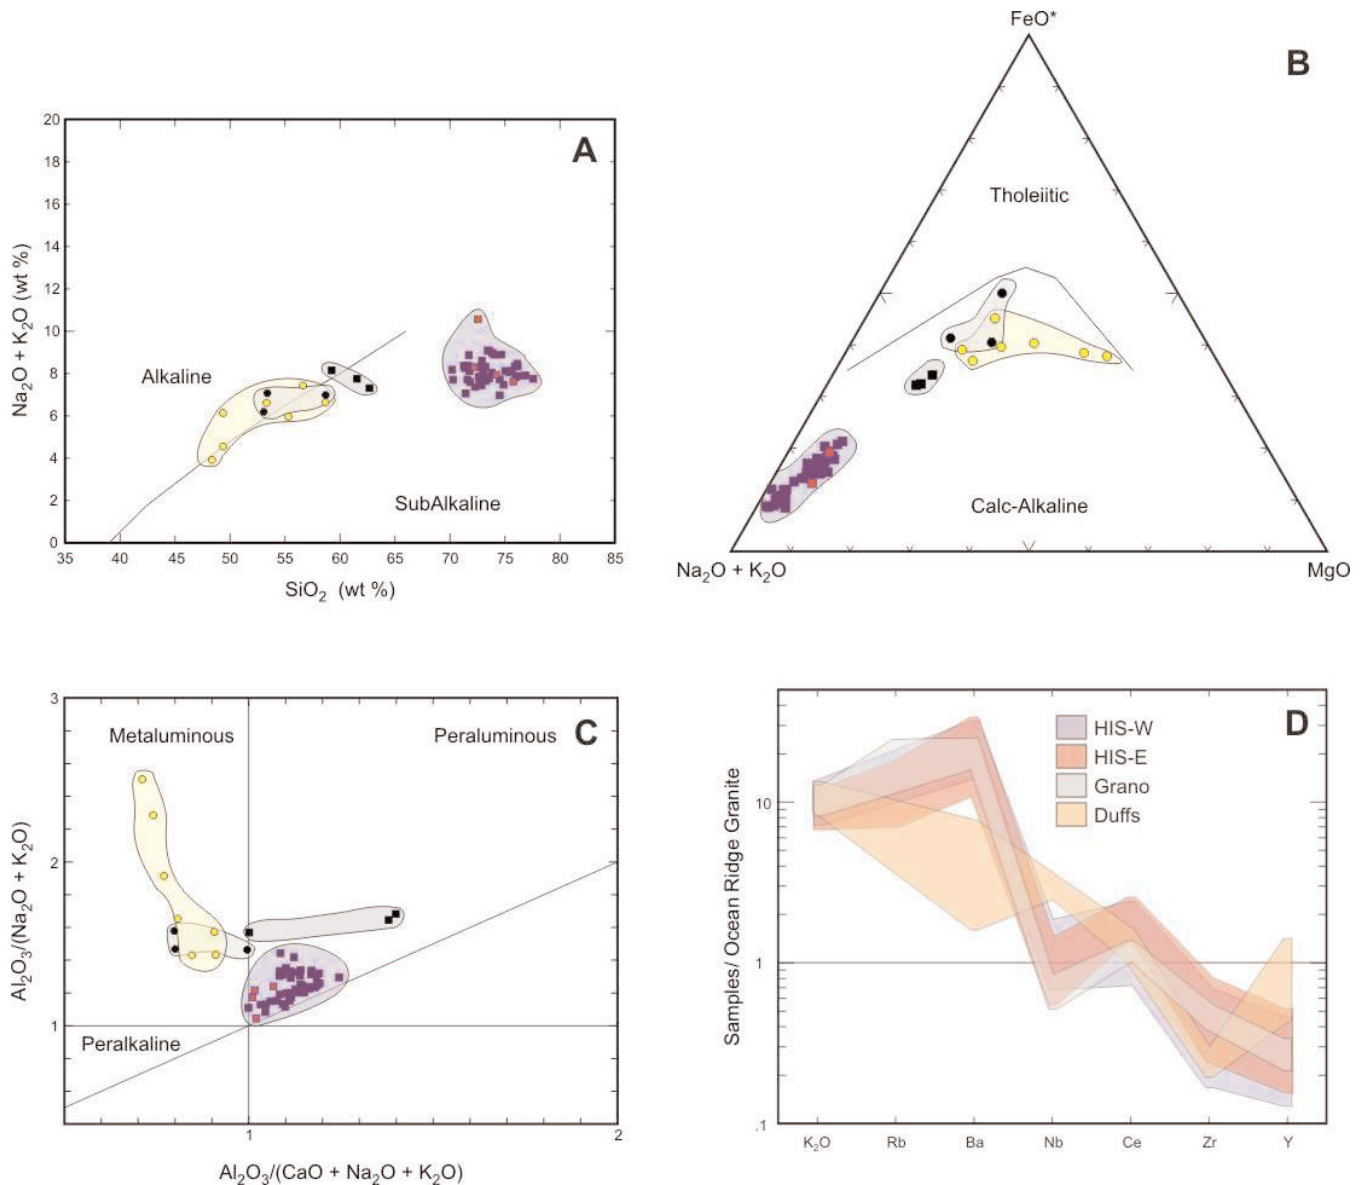 A
20
18
16
14
12
10
8
6
4
2
0
Na₂O + K₂O (wt %)
Alkaline
SubAlkaline
35 40 45 50 55 60 65 70 75 80 85
SiO₂ (wt %)
B
FeO*
Tholeiitic
Calc-Alkaline
Na₂O + K₂O
MgO
C
3
2
1
Al₂O₃/(Na₂O + K₂O)
Metaluminous
Peraluminous
Peralkaline
1 2
Al₂O₃/(CaO + Na₂O + K₂O)
D
10
1
.1
Samples/ Ocean Ridge Granite
HIS-W
HIS-E
Grano
Duffs
K₂O Rb Ba Nb Ce Zr Y